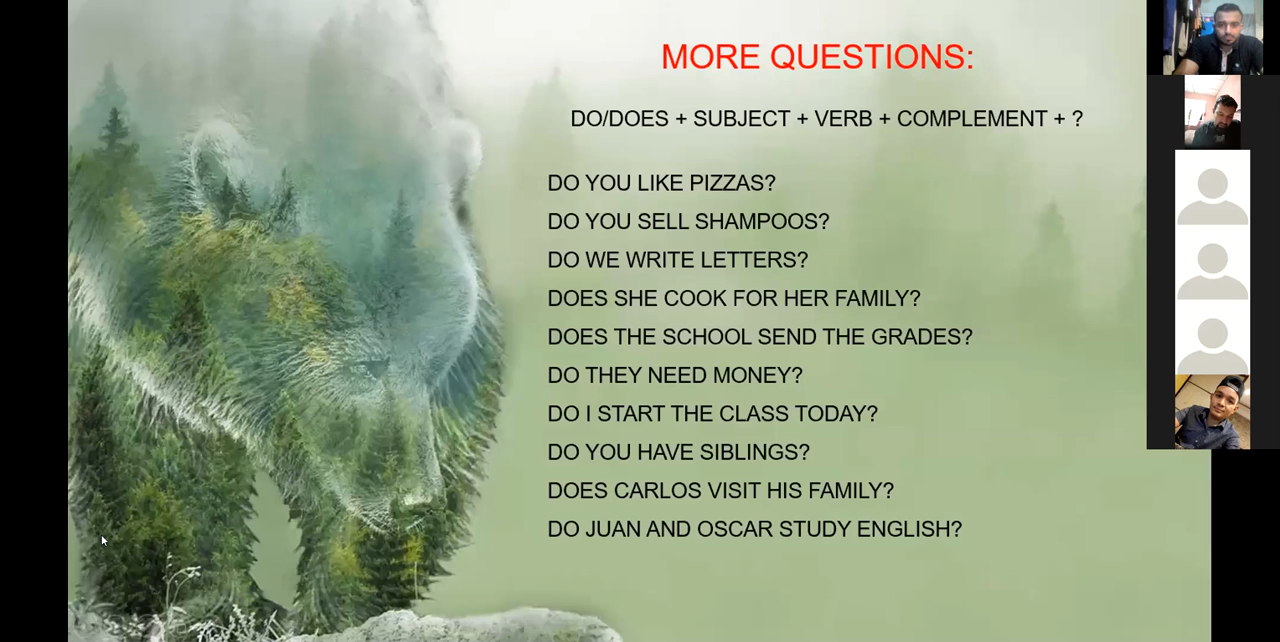 MORE QUESTIONS:
DO/DOES + SUBJECT + VERB + COMPLEMENT + ?
DO YOU LIKE PIZZAS?
DO YOU SELL SHAMPOOS?
DO WE WRITE LETTERS?
DOES SHE COOK FOR HER FAMILY?
DOES THE SCHOOL SEND THE GRADES?
DO THEY NEED MONEY?
DO I START THE CLASS TODAY?
DO YOU HAVE SIBLINGS?
DOES CARLOS VISIT HIS FAMILY?
DO JUAN AND OSCAR STUDY ENGLISH?